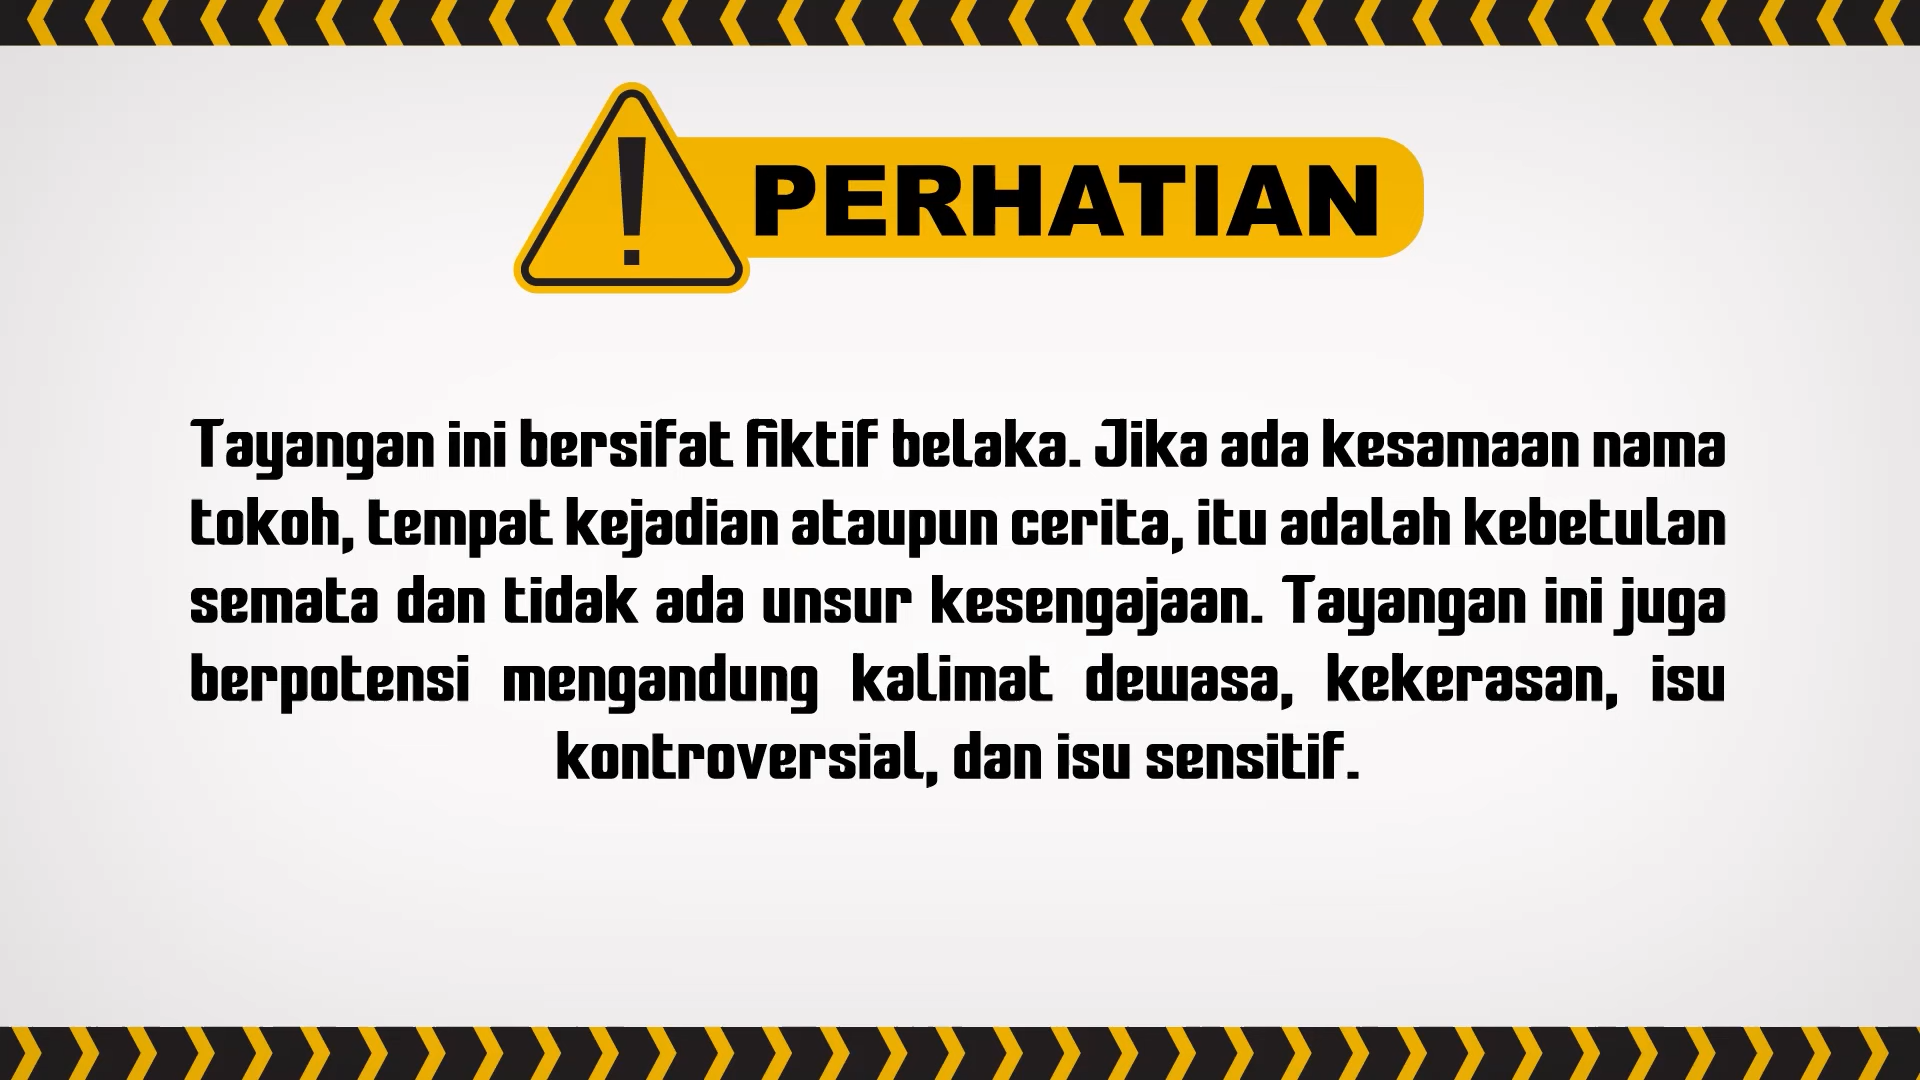 PERHATIAN
Tayangan ini bersifat fiktif belaka. Jika ada kesamaan nama
tokoh, tempat kejadian ataupun cerita, itu adalah kebetulan
semata dan tidak ada unsur kesengajaan. Tayangan ini juga
berpotensi mengandung kalimat dewasa, kekerasan, isu
kontroversial, dan isu sensitif.